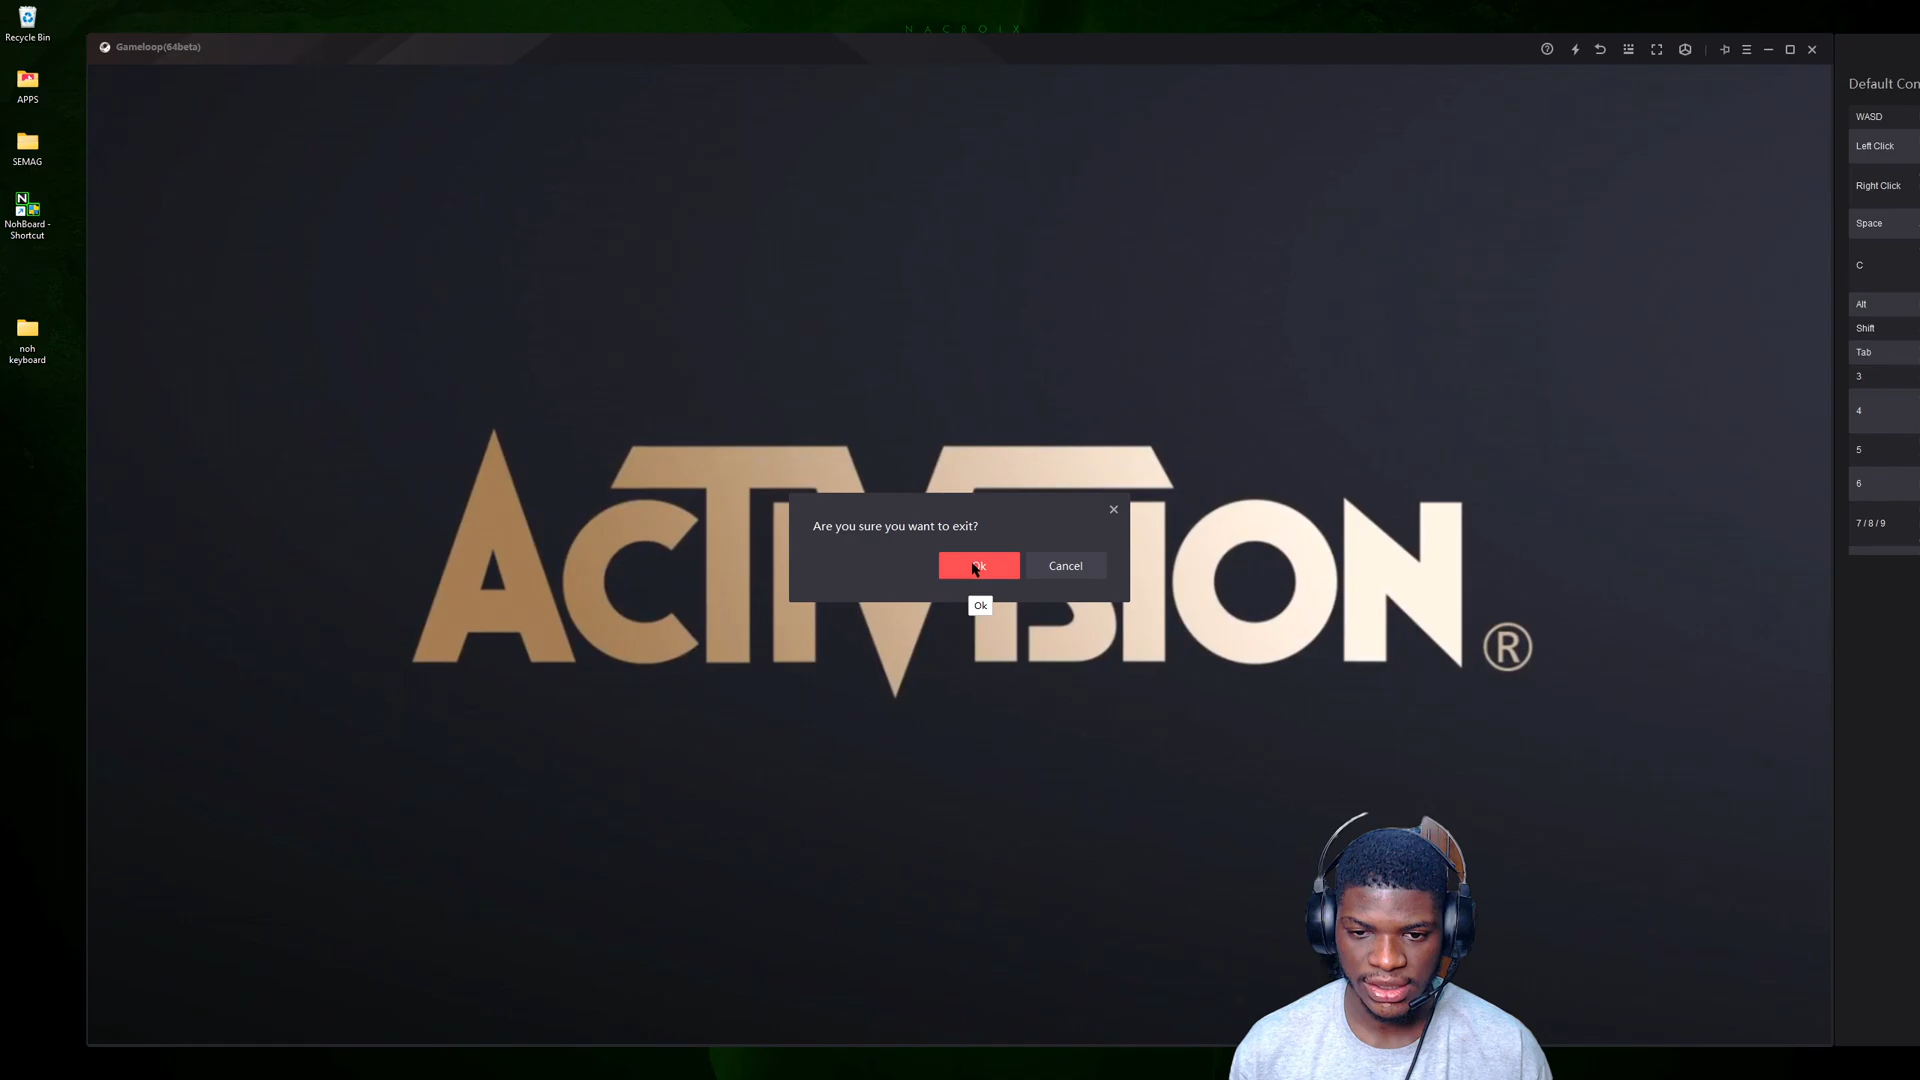 NACROIX
Recycle Bin
APPS
SEMAG
NohBoard -
Shortcut
noh
keyboard
Gameloop(64beta)
ACTIVISION®
Are you sure you want to exit?
Ok
Cancel
Ok
Default Con
WASD
Left Click
Right Click
Space
C
Alt
Shift
Tab
3
4
5
6
7 / 8 / 9